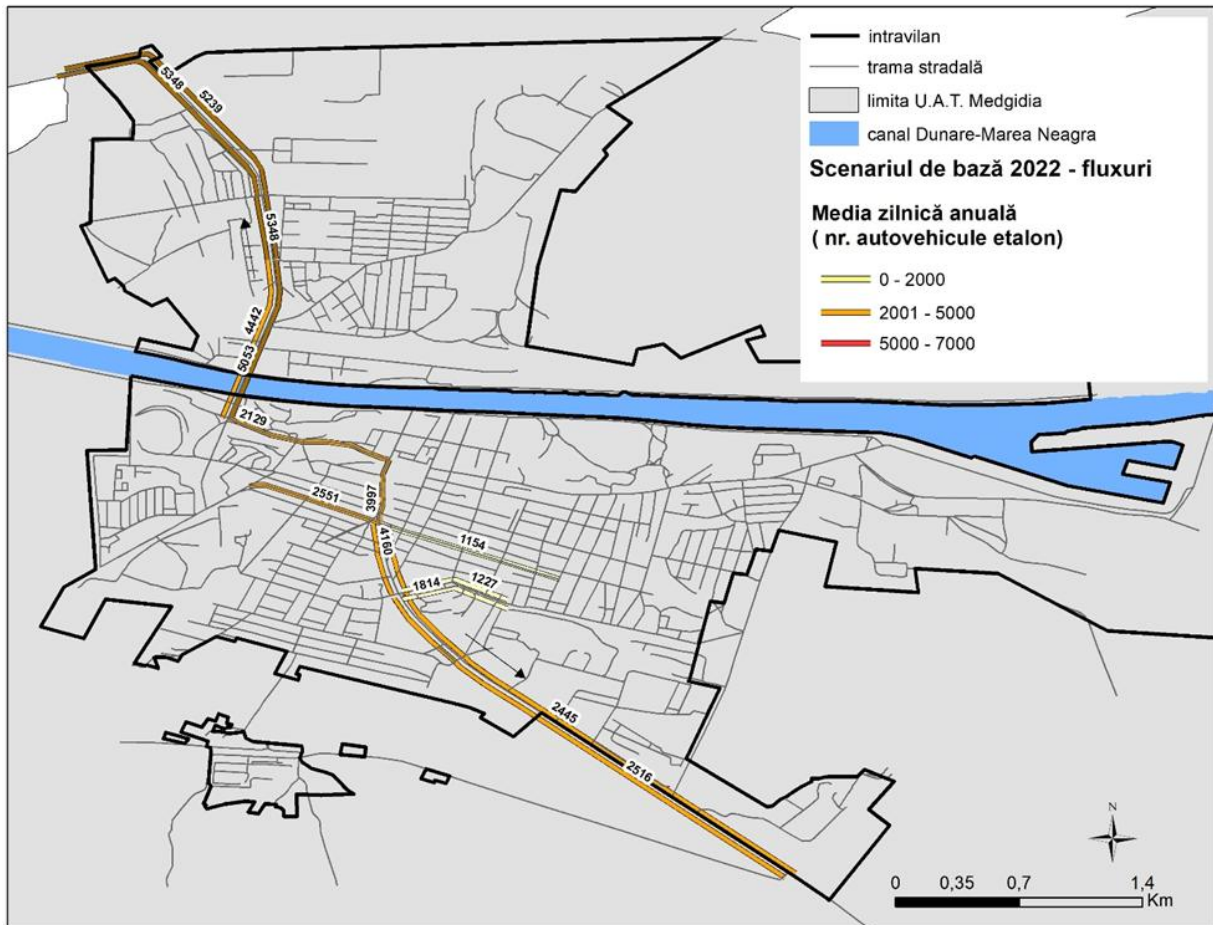 intravilan
trama stradală
limita U.A.T. Medgidia
canal Dunare-Marea Neagra
Scenariul de bază 2022 - fluxuri
Media zilnică anuală
( nr. autovehicule etalon)
0 - 2000
2001 - 5000
5000 - 7000
5348
5239
5348
4442
5053
2129
2551
3997
4160
1154
1814
1227
2445
2516
N
0 0,35 0,7 1,4
Km